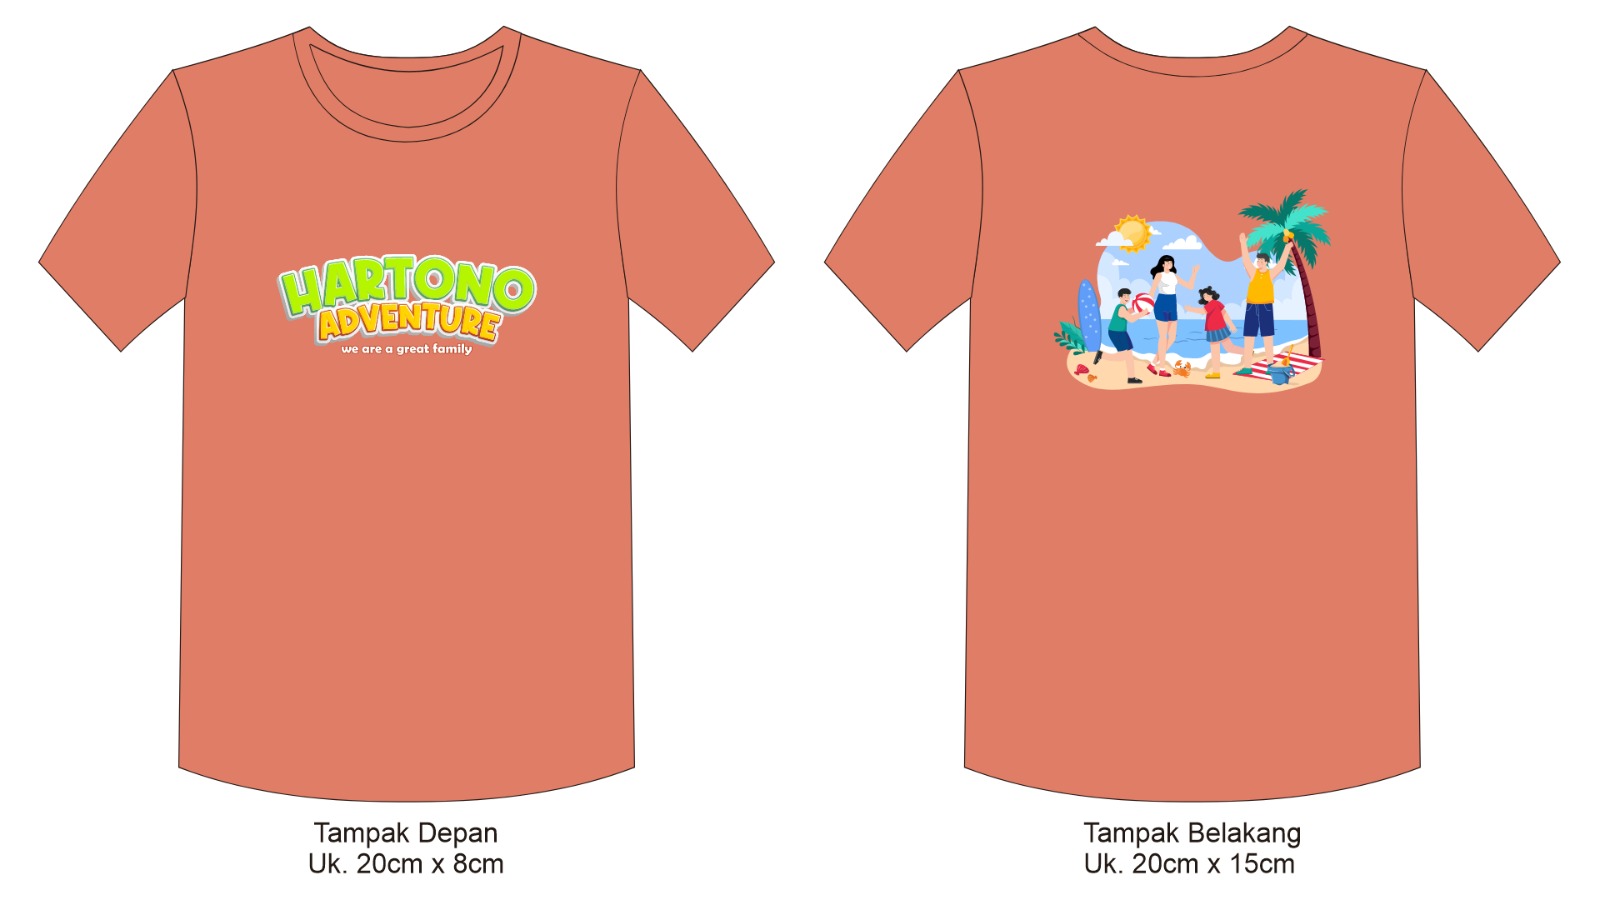 HARTONO
ADVENTURE
we are a great family
Tampak Depan
Uk. 20cm x 8cm
Tampak Belakang
Uk. 20cm x 15cm